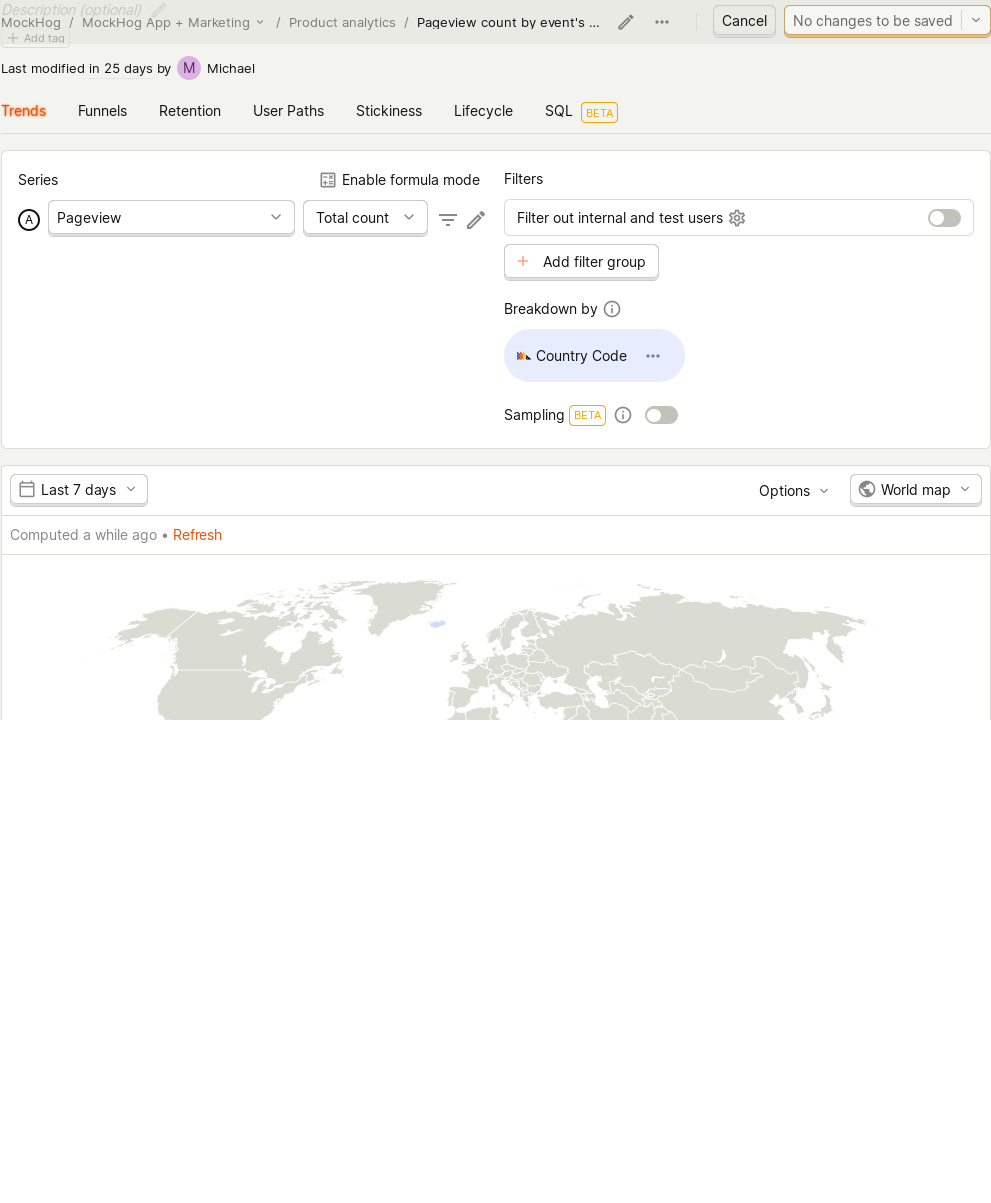 Description (optional)
MockHog / MockHog App + Marketing / Product analytics / Pageview count by event's ... Cancel No changes to be saved
Add tag
Last modified in 25 days by M Michael
Trends Funnels Retention User Paths Stickiness Lifecycle SQL BETA
Series Enable formula mode
A Pageview Total count
Filters
Filter out internal and test users
Add filter group
Breakdown by
Country Code
Sampling BETA
Last 7 days Options World map
Computed a while ago • Refresh